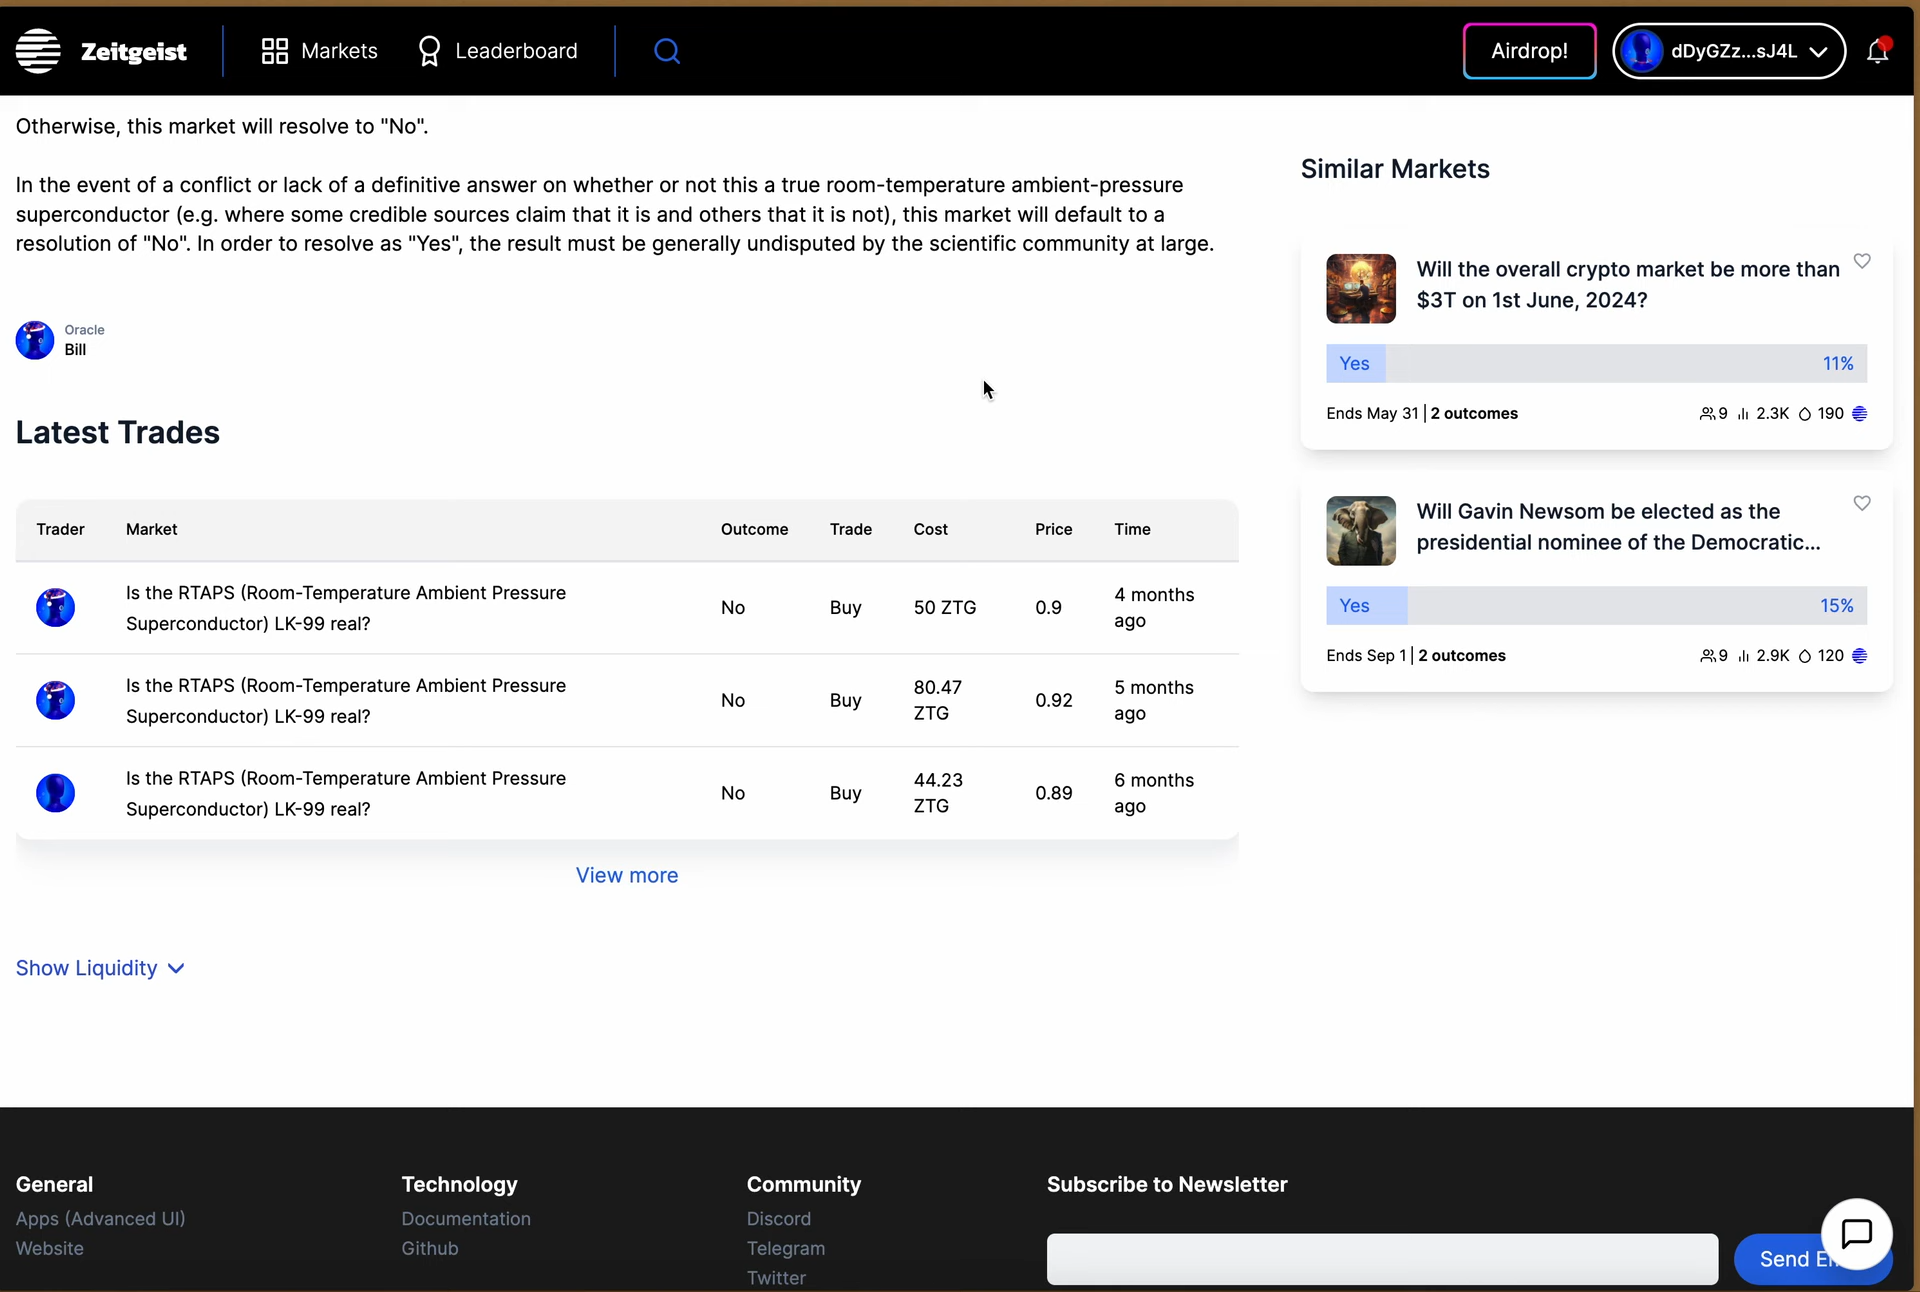 Zeitgeist
Markets
Leaderboard
Airdrop!
dDyGZz...sJ4L
Otherwise, this market will resolve to "No".
In the event of a conflict or lack of a definitive answer on whether or not this a true room-temperature ambient-pressure
superconductor (e.g. where some credible sources claim that it is and others that it is not), this market will default to a
resolution of "No". In order to resolve as "Yes", the result must be generally undisputed by the scientific community at large.
Oracle
Bill
Latest Trades
Trader Market Outcome Trade Cost Price Time
Is the RTAPS (Room-Temperature Ambient Pressure
Superconductor) LK-99 real?
No
Buy
50 ZTG
0.9
4 months
ago
Is the RTAPS (Room-Temperature Ambient Pressure
Superconductor) LK-99 real?
No
Buy
80.47
ZTG
0.92
5 months
ago
Is the RTAPS (Room-Temperature Ambient Pressure
Superconductor) LK-99 real?
No
Buy
44.23
ZTG
0.89
6 months
ago
View more
Show Liquidity
Similar Markets
Will the overall crypto market be more than
$3T on 1st June, 2024?
Yes 11%
Ends May 31 | 2 outcomes 9 2.3K 190
Will Gavin Newsom be elected as the
presidential nominee of the Democratic...
Yes 15%
Ends Sep 1 | 2 outcomes 9 2.9K 120
General
Apps (Advanced UI)
Website
Technology
Documentation
Github
Community
Discord
Telegram
Twitter
Subscribe to Newsletter
Send